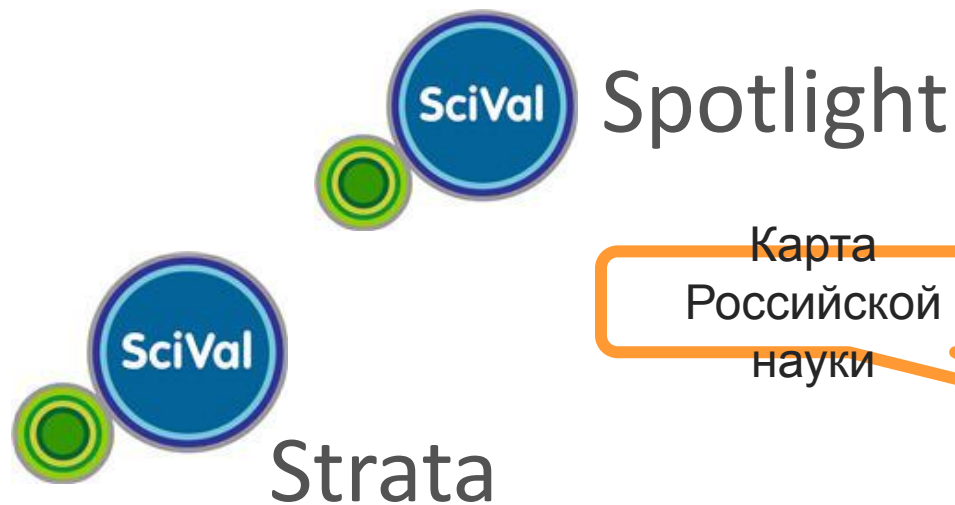 SciVal
Spotlight
Карта
Российской
науки
SciVal
Strata